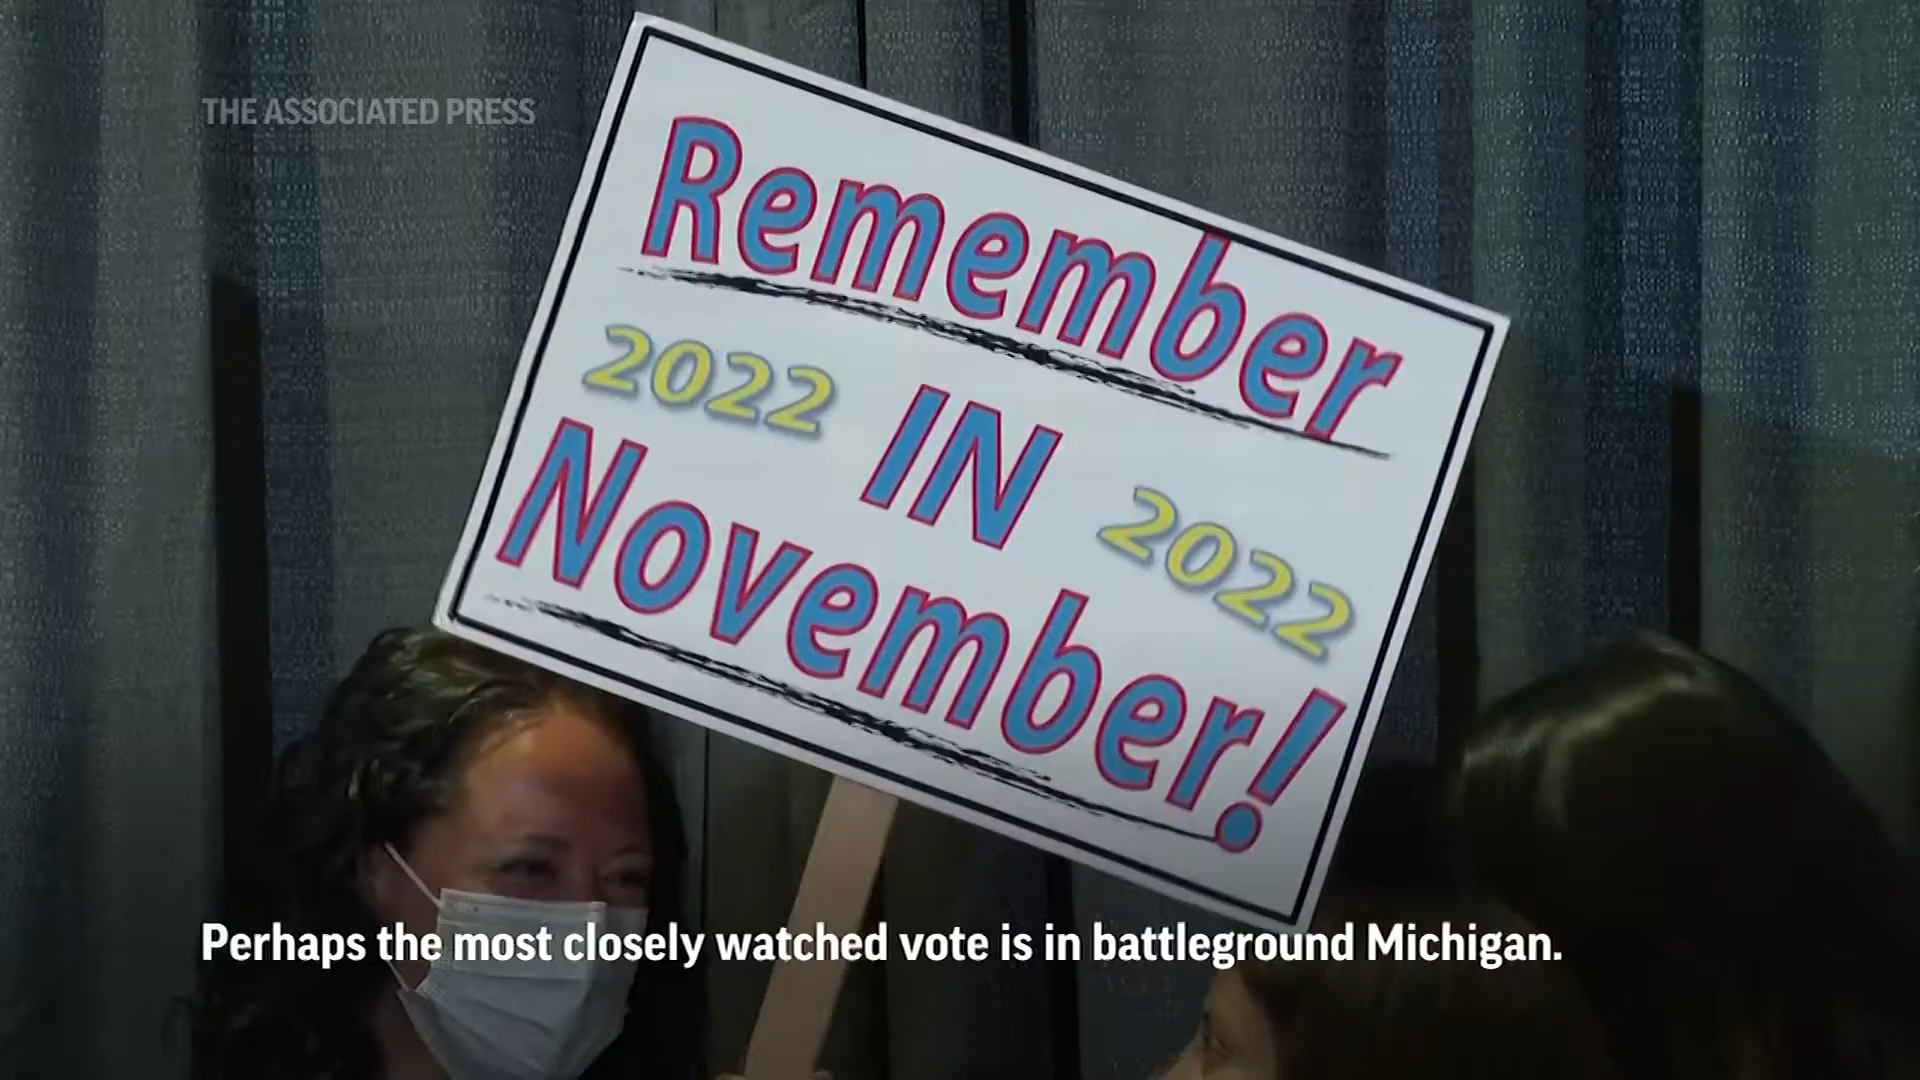 THE ASSOCIATED PRESS
Remember
2022 IN 2022
November!
Perhaps the most closely watched vote is in battleground Michigan.